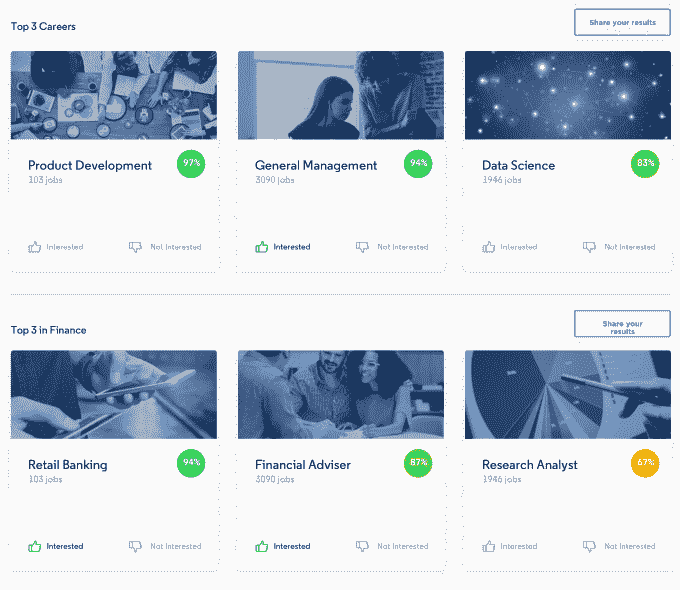 Top 3 Careers
Share your results
Product Development
97%
103 jobs
Interested
Not Interested
General Management
94%
3090 jobs
Interested
Not Interested
Data Science
83%
1946 jobs
Interested
Not Interested
Top 3 in Finance
Share your
results
Retail Banking
94%
103 jobs
Interested
Not Interested
Financial Adviser
87%
3090 jobs
Interested
Not Interested
Research Analyst
67%
1946 jobs
Interested
Not Interested